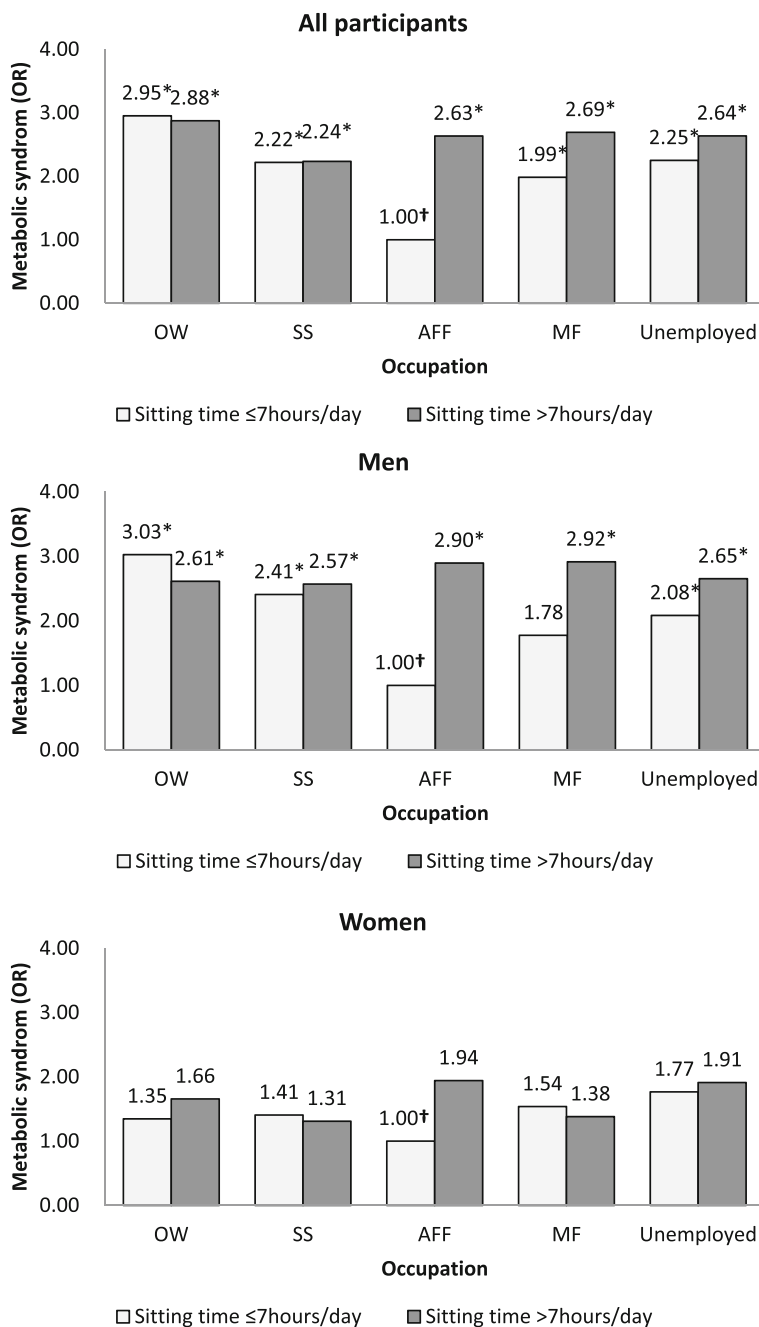 All participants
Metabolic syndrom (OR)
4.00
3.00
2.00
1.00
0.00
2.95* 2.88* 2.22* 2.24* 1.00† 2.63* 1.99* 2.69* 2.25* 2.64*
OW SS AFF MF Unemployed
Occupation
Sitting time ≤7hours/day Sitting time >7hours/day
Men
Metabolic syndrom (OR)
4.00
3.00
2.00
1.00
0.00
3.03* 2.61* 2.41* 2.57* 1.00† 2.90* 1.78 2.92* 2.08* 2.65*
OW SS AFF MF Unemployed
Occupation
Sitting time ≤7hours/day Sitting time >7hours/day
Women
Metabolic syndrom (OR)
4.00
3.00
2.00
1.00
0.00
1.35 1.66 1.41 1.31 1.00† 1.94 1.54 1.38 1.77 1.91
OW SS AFF MF Unemployed
Occupation
Sitting time ≤7hours/day Sitting time >7hours/day